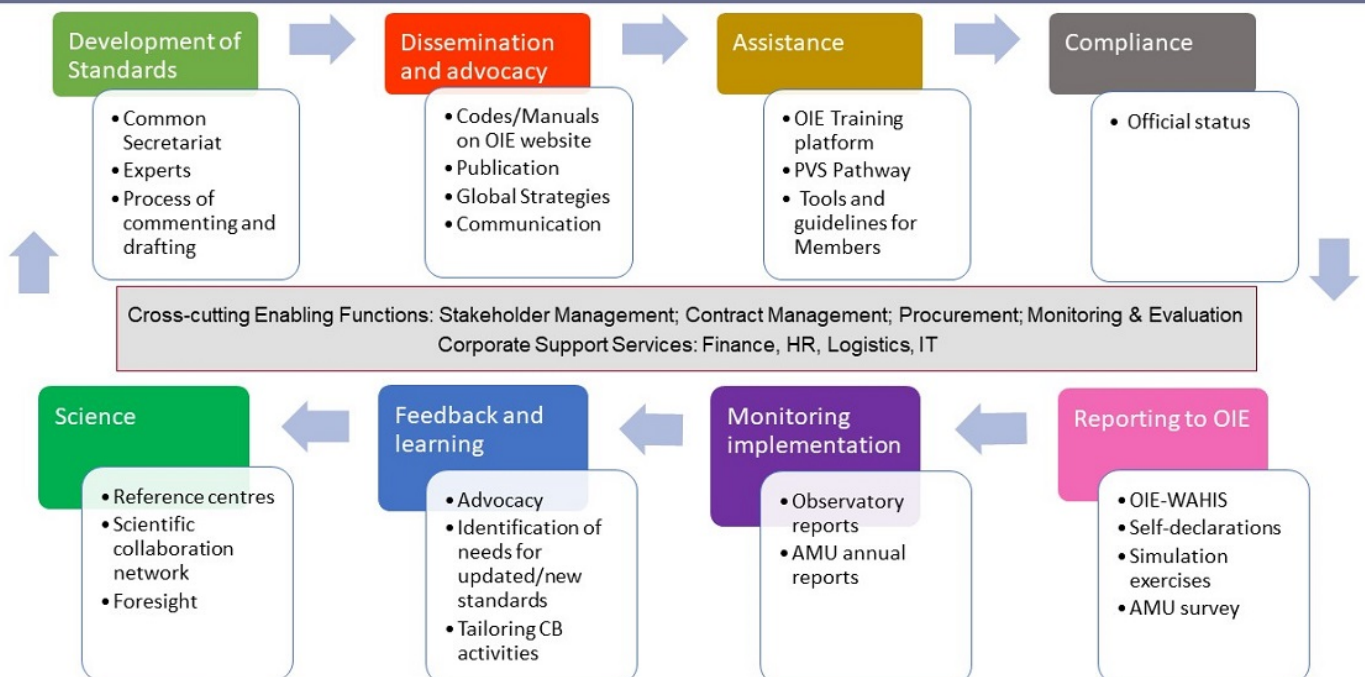 Development of
Standards
• Common
Secretariat
• Experts
• Process of
commenting and
drafting
Dissemination
and advocacy
• Codes/Manuals
on OIE website
• Publication
• Global Strategies
• Communication
Assistance
• OIE Training
platform
• PVS Pathway
• Tools and
guidelines for
Members
Compliance
• Official status
Cross-cutting Enabling Functions: Stakeholder Management; Contract Management; Procurement; Monitoring & Evaluation
Corporate Support Services: Finance, HR, Logistics, IT
Science
• Reference centres
• Scientific
collaboration
network
• Foresight
Feedback and
learning
• Advocacy
• Identification of
needs for
updated/new
standards
• Tailoring CB
activities
Monitoring
implementation
• Observatory
reports
• AMU annual
reports
Reporting to OIE
• OIE-WAHIS
• Self-declarations
• Simulation
exercises
• AMU survey